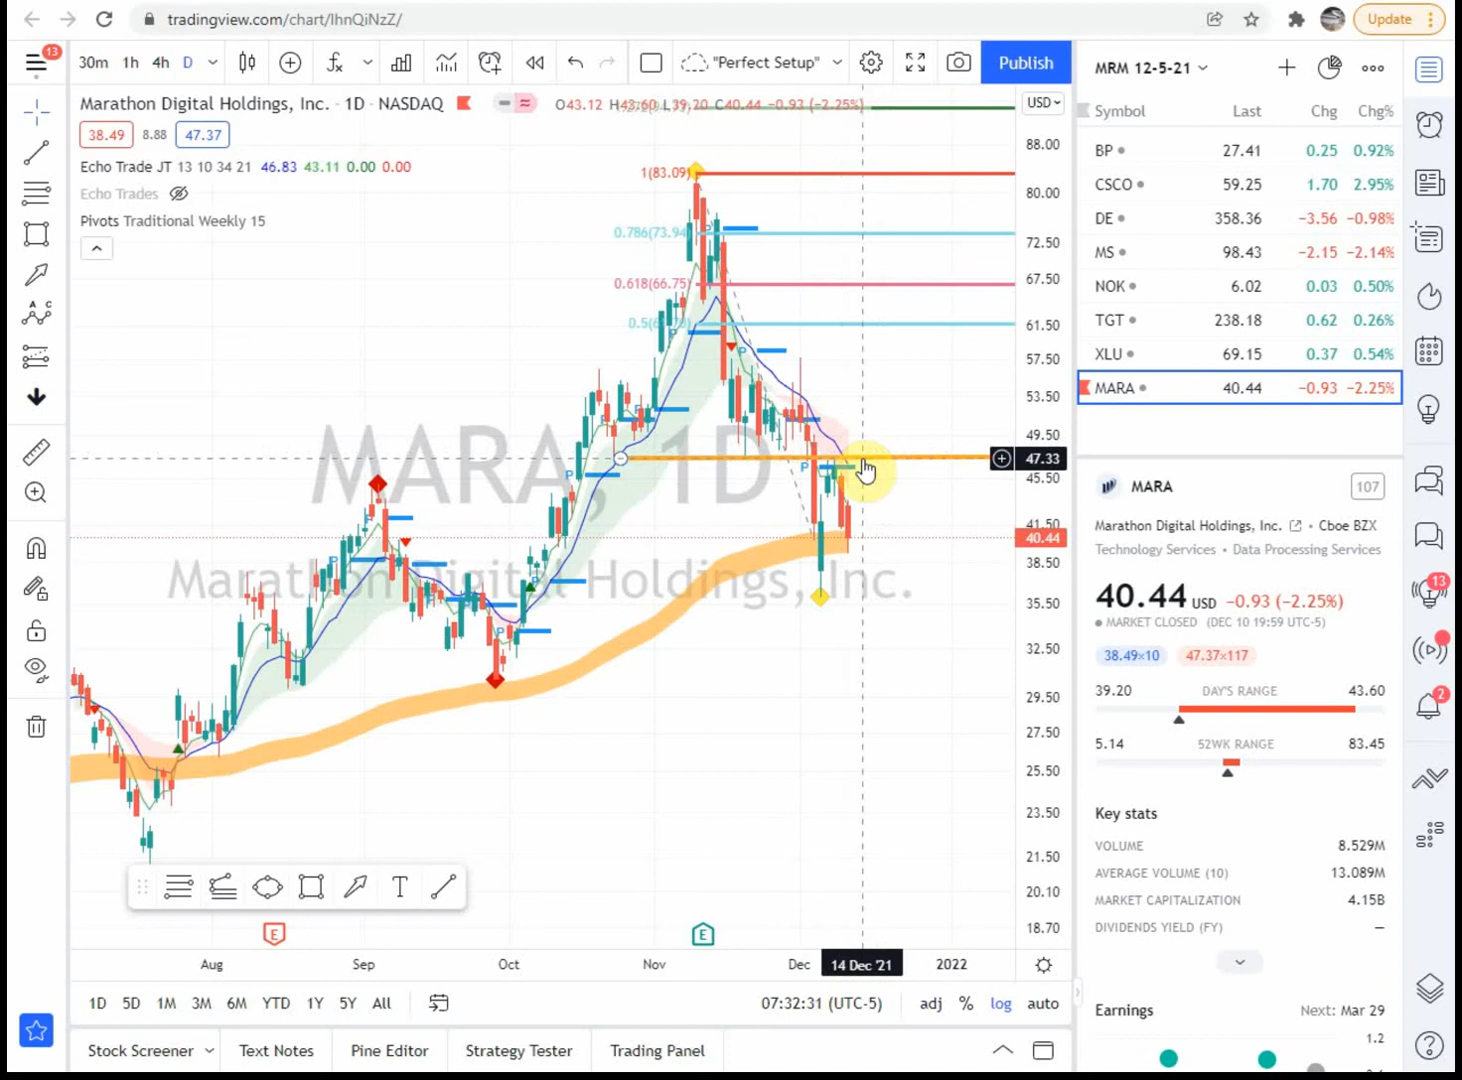 tradingview.com/chart/lhnQiNzZ/
Update
13
30m 1h 4h D
"Perfect Setup"
Publish
Marathon Digital Holdings, Inc. · 1D · NASDAQ
O43.12 H43.60 L39.20 C40.44 −0.93 (−2.25%)
USD
38.49 8.88 47.37
Echo Trade JT 13 10 34 21 46.83 43.11 0.00 0.00
Echo Trades
Pivots Traditional Weekly 15
1(83.09)
0.786(73.94)
0.618(66.75)
P P P P P P P P P P P P
MARA, 1D
Marathon Digital Holdings, Inc.
88.00
80.00
72.50
67.50
61.50
57.50
53.50
49.50
47.33
45.50
41.50
40.44
38.50
35.50
32.50
29.50
27.50
25.50
23.50
21.50
20.10
18.70
E E
Aug Sep Oct Nov Dec 14 Dec '21 2022
1D 5D 1M 3M 6M YTD 1Y 5Y All
07:32:31 (UTC-5) adj % log auto
Stock Screener Text Notes Pine Editor Strategy Tester Trading Panel
MRM 12-5-21
Symbol Last Chg Chg%
BP 27.41 0.25 0.92%
CSCO 59.25 1.70 2.95%
DE 358.36 −3.56 −0.98%
MS 98.43 −2.15 −2.14%
NOK 6.02 0.03 0.50%
TGT 238.18 0.62 0.26%
XLU 69.15 0.37 0.54%
MARA 40.44 −0.93 −2.25%
MARA 107
Marathon Digital Holdings, Inc. • Cboe BZX
Technology Services • Data Processing Services
40.44 USD −0.93 (−2.25%)
MARKET CLOSED (DEC 10 19:59 UTC-5)
38.49×10 47.37×117
39.20 DAY'S RANGE 43.60
5.14 52WK RANGE 83.45
Key stats
VOLUME 8.529M
AVERAGE VOLUME (10) 13.089M
MARKET CAPITALIZATION 4.15B
DIVIDENDS YIELD (FY) —
Earnings Next: Mar 29
1.2
13
2